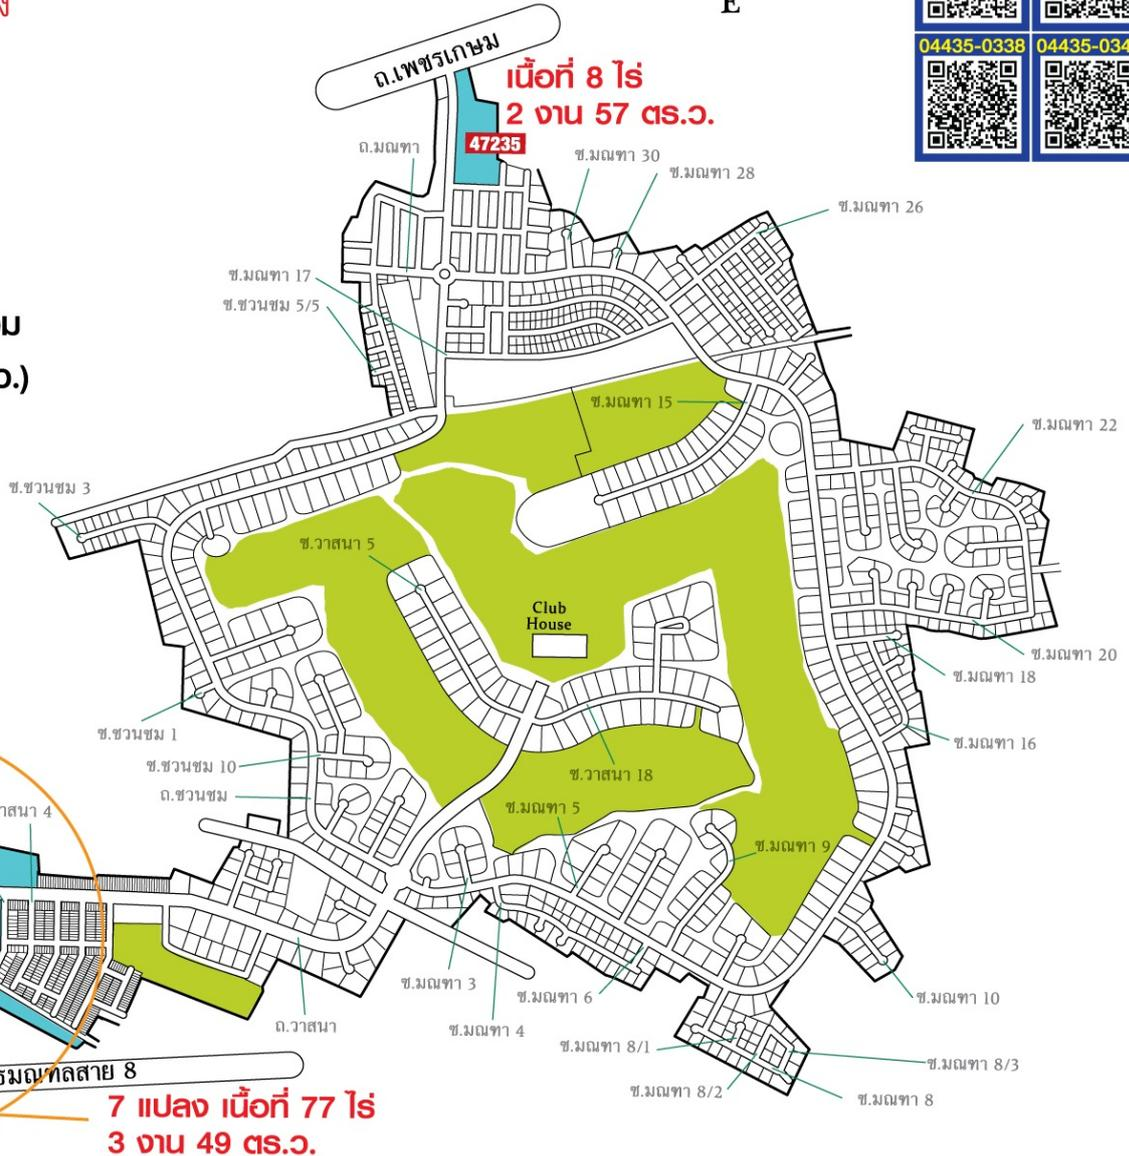 E
04435-0338
ถ.เพชรเกษม
เนื้อที่ 8 ไร่
2 งาน 57 ตร.ว.
47235
ถ.มณฑา
ซ.มณฑา 30
ซ.มณฑา 28
ซ.มณฑา 26
ซ.มณฑา 17
ซ.ชวนชม 5/5
ซ.มณฑา 15
ซ.มณฑา 22
ซ.ชวนชม 3
ซ.วาสนา 5
Club
House
ซ.มณฑา 20
ซ.มณฑา 18
ซ.ชวนชม 1
ซ.มณฑา 16
ซ.ชวนชม 10
ซ.วาสนา 18
ถ.ชวนชม
ซ.มณฑา 5
ซ.มณฑา 9
ซ.มณฑา 3
ซ.มณฑา 6
ซ.มณฑา 10
ถ.วาสนา
ซ.มณฑา 4
ซ.มณฑา 8/1
ซ.มณฑา 8/3
ซ.มณฑา 8/2
ซ.มณฑา 8
7 แปลง เนื้อที่ 77 ไร่
3 งาน 49 ตร.ว.